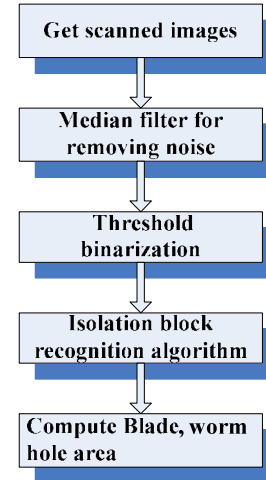 Get scanned images
Median filter for
removing noise
Threshold
binarization
Isolation block
recognition algorithm
Compute Blade, worm
hole area